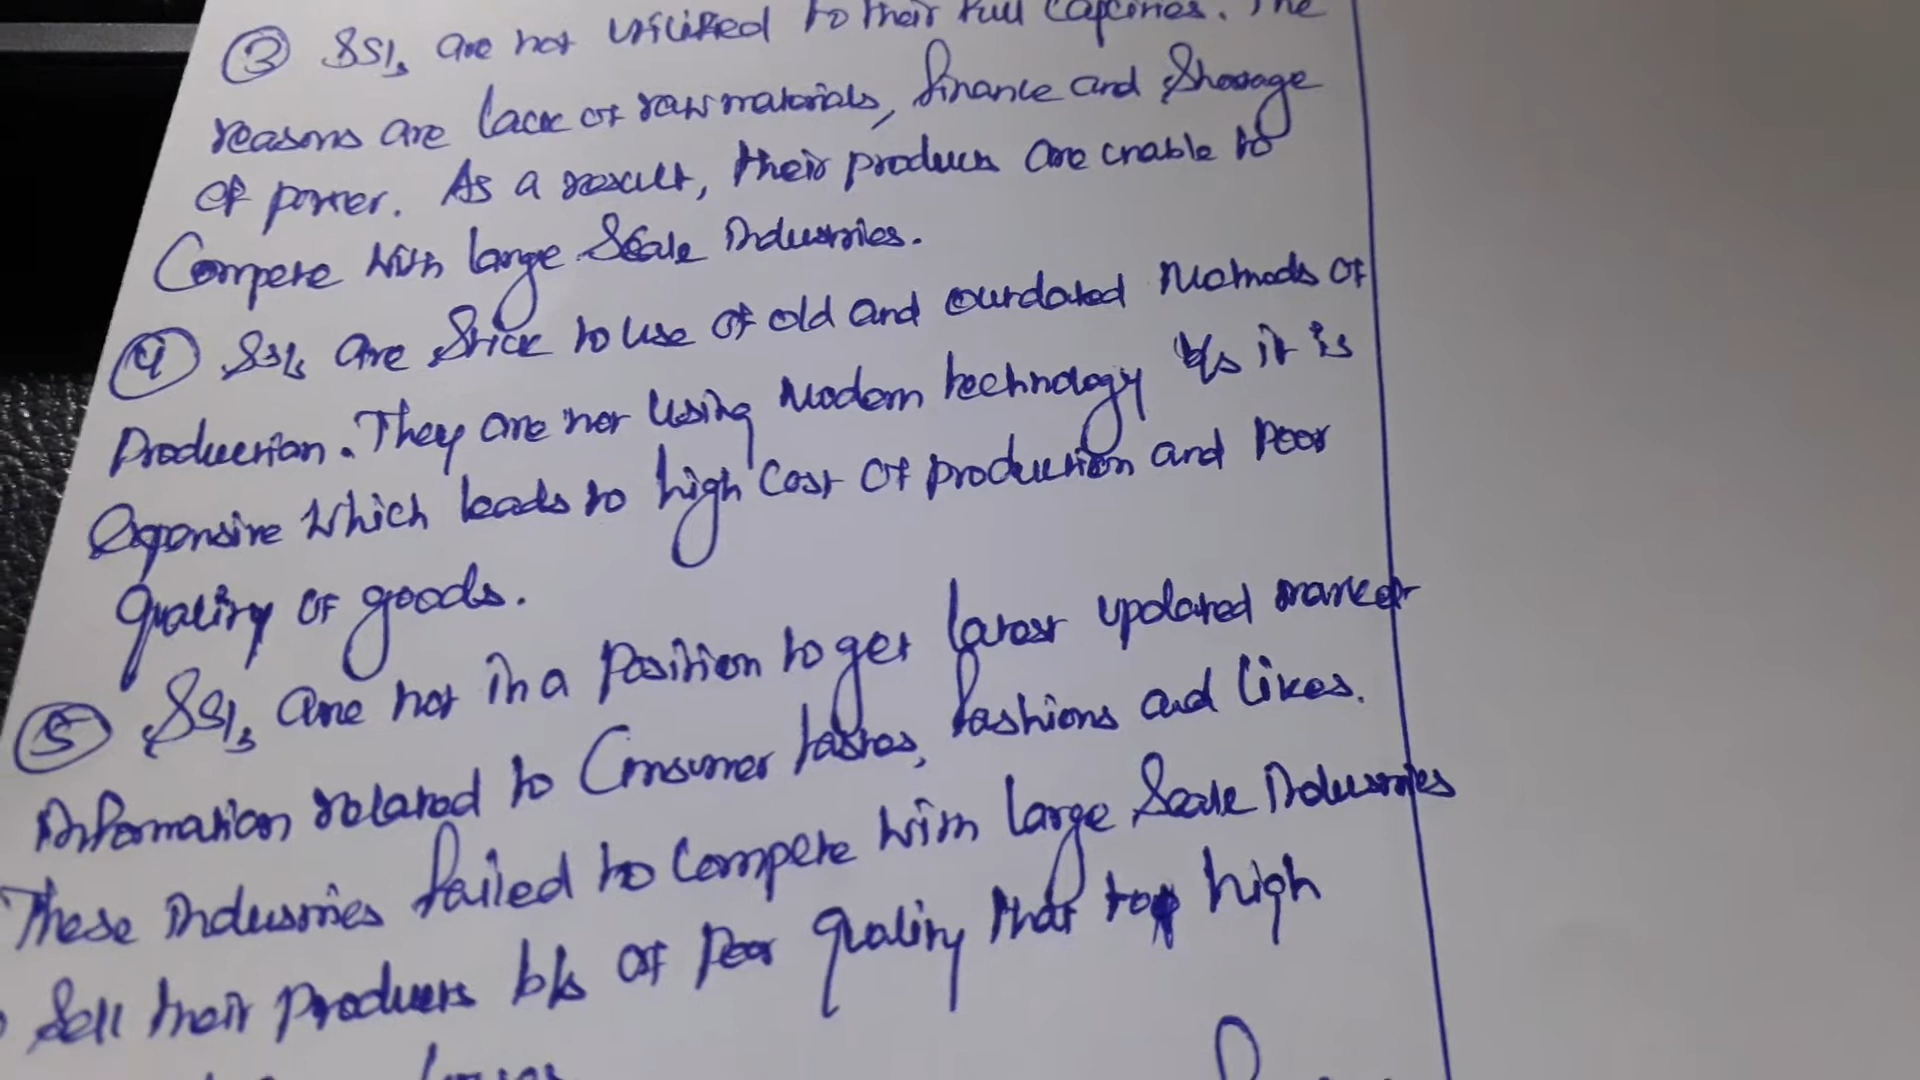 ③ SSIs are not utilized to their full Capcities. The
reasons are lack of raw materials, finance and Shorage
of power. As a result, their products are unable to
Compete with large Scale Industries.
④ SSIs are Stick to use of old and outdated Methods of
Production. They are not Using Modern technology b/s it is
Expensive which leads to high Cost of production and Poor
Quality of goods.
⑤ SSIs are not in a Position to get latest updated market
Information related to Consumer tastes, fashions and likes.
These Industries failed to Compete with large Scale Industries
Sell their Products b/s of Poor quality that too high